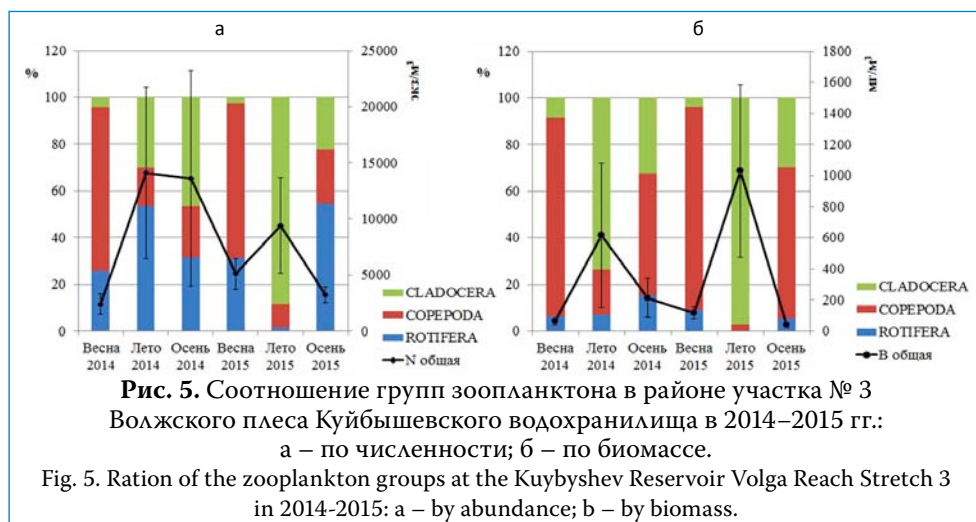 а
б
120
100
80
60
40
20
0
%
25000
20000
15000
10000
5000
0
экз/м³
Весна 2014
Лето 2014
Осень 2014
Весна 2015
Лето 2015
Осень 2015
CLADOCERA
COPEPODA
ROTIFERA
N общая
120
100
80
60
40
20
0
%
1800
1600
1400
1200
1000
800
600
400
200
0
мг/м³
Весна 2014
Лето 2014
Осень 2014
Весна 2015
Лето 2015
Осень 2015
CLADOCERA
COPEPODA
ROTIFERA
B общая
Рис. 5. Соотношение групп зоопланктона в районе участка № 3
Волжского плеса Куйбышевского водохранилища в 2014–2015 гг.:
а – по численности; б – по биомассе.
Fig. 5. Ration of the zooplankton groups at the Kuybyshev Reservoir Volga Reach Stretch 3
in 2014-2015: a – by abundance; b – by biomass.